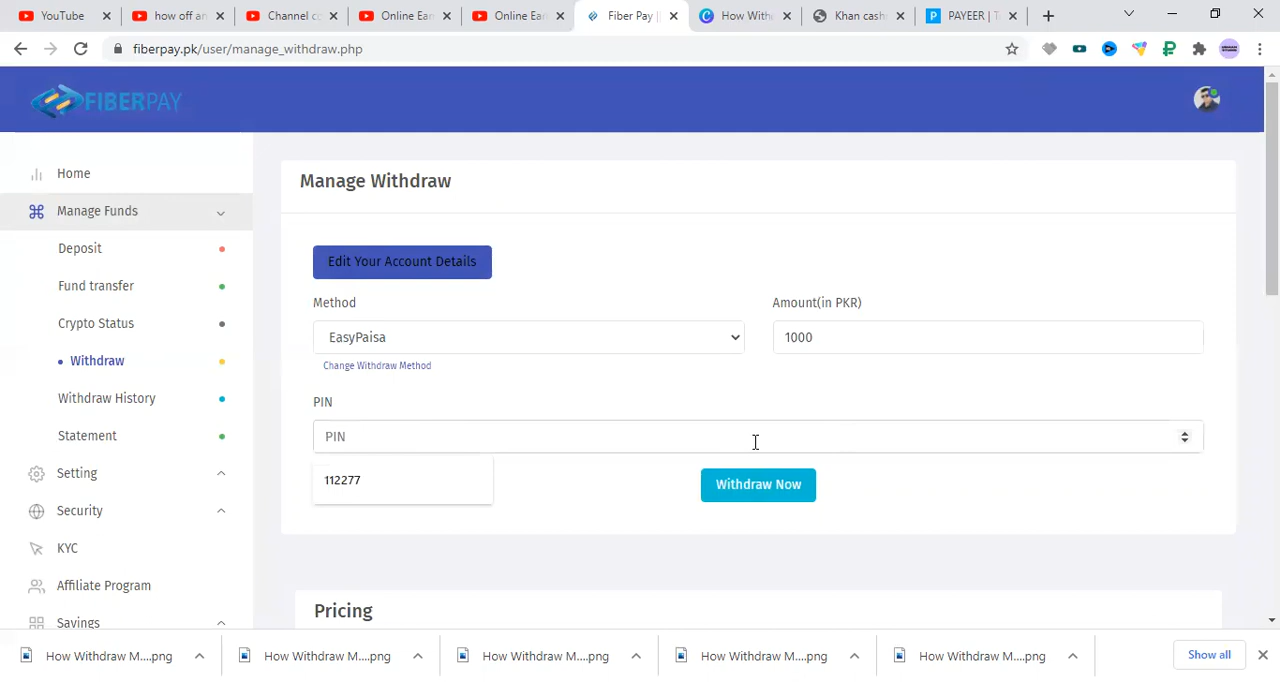 YouTube
how off an
Channel co
Online Ear
Online Ear
Fiber Pay |
How With
Khan cash
PAYEER | T
fiberpay.pk/user/manage_withdraw.php
FIBERPAY
Home
Manage Funds
Deposit
Fund transfer
Crypto Status
Withdraw
Withdraw History
Statement
Setting
Security
KYC
Affiliate Program
Savings
Manage Withdraw
Edit Your Account Details
Method
Amount(in PKR)
EasyPaisa
1000
Change Withdraw Method
PIN
PIN
112277
Withdraw Now
Pricing
How Withdraw M....png
How Withdraw M....png
How Withdraw M....png
How Withdraw M....png
How Withdraw M....png
Show all